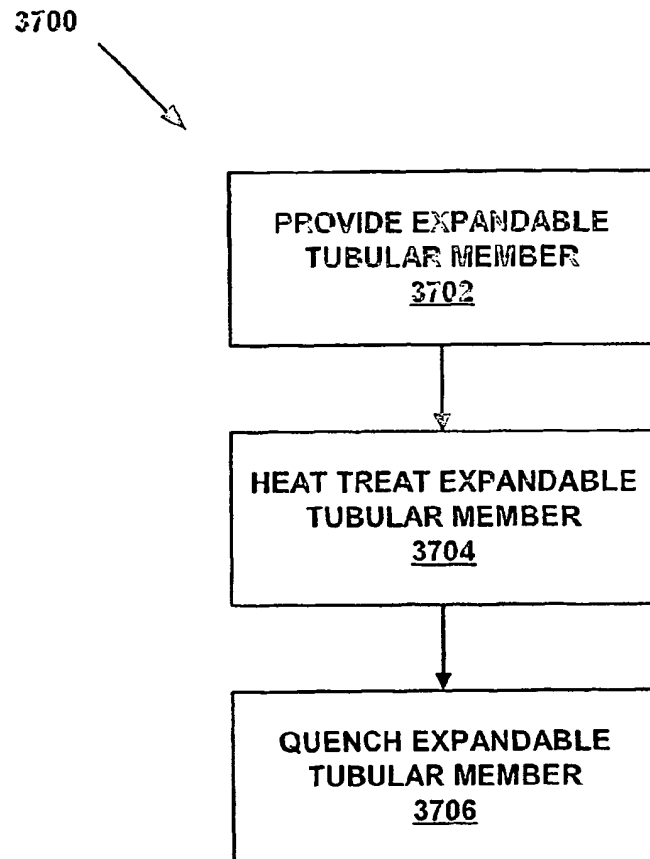 3700
PROVIDE EXPANDABLE
TUBULAR MEMBER
3702
HEAT TREAT EXPANDABLE
TUBULAR MEMBER
3704
QUENCH EXPANDABLE
TUBULAR MEMBER
3706